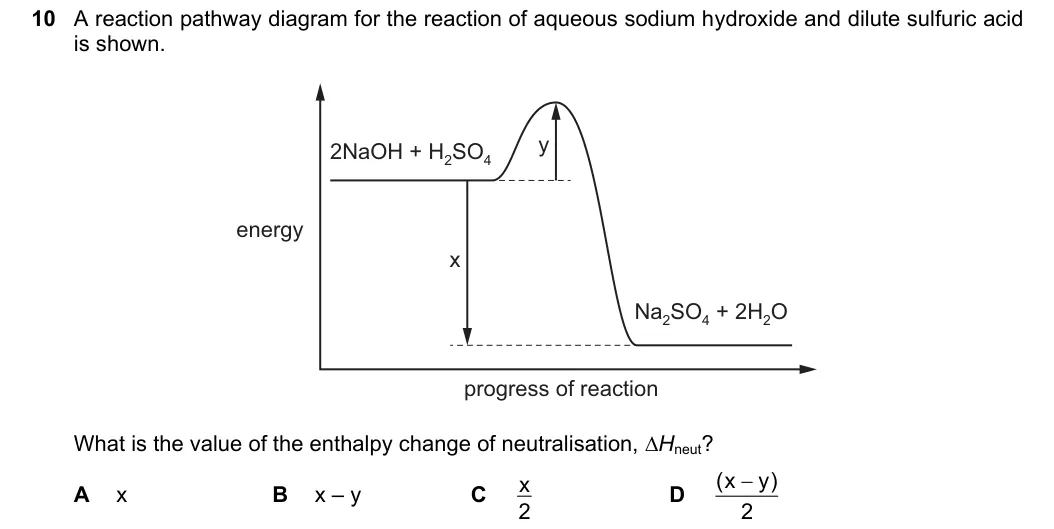 10 A reaction pathway diagram for the reaction of aqueous sodium hydroxide and dilute sulfuric acid
is shown.
2NaOH + H₂SO₄
y
energy
x
Na₂SO₄ + 2H₂O
progress of reaction
What is the value of the enthalpy change of neutralisation, ΔHneut?
A x B x – y C x/2 D (x – y)/2